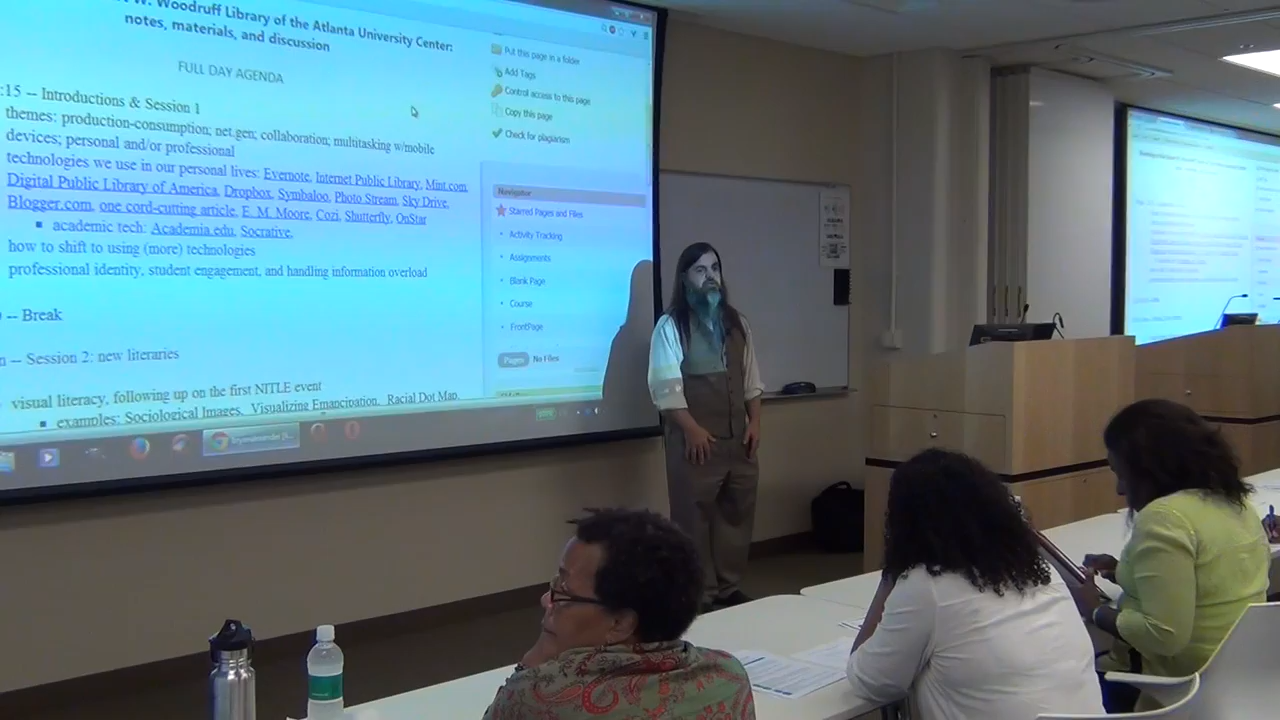 W. Woodruff Library of the Atlanta University Center:
notes, materials, and discussion
FULL DAY AGENDA
:15 -- Introductions & Session 1
themes: production-consumption; net.gen; collaboration; multitasking w/mobile
devices; personal and/or professional
technologies we use in our personal lives: Evernote, Internet Public Library, Mint.com,
Digital Public Library of America, Dropbox, Symbaloo, Photo Stream, Sky Drive,
Blogger.com, one cord-cutting article, E. M. Moore, Cozi, Shutterfly, OnStar
academic tech: Academia.edu, Socrative,
how to shift to using (more) technologies
professional identity, student engagement, and handling information overload
-- Break
-- Session 2: new literaries
visual literacy, following up on the first NITLE event
examples: Sociological Images, Visualizing Emancipation, Racial Dot Map,
Put this page in a folder
Add Tags
Control access to this page
Copy this page
Check for plagiarism
Navigator
Starred Pages and Files
Activity Tracking
Assignments
Blank Page
Course
FrontPage
Pages No Files